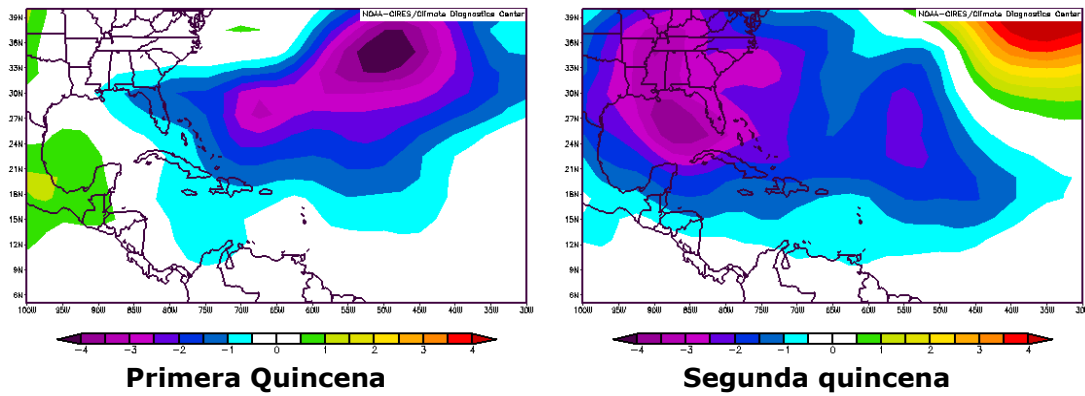 NOAA-CIRES/Climate Diagnostics Center
39N
36N
33N
30N
27N
24N
21N
18N
15N
12N
9N
6N
100W 95W 90W 85W 80W 75W 70W 65W 60W 55W 50W 45W 40W 35W 30W
-4 -3 -2 -1 0 1 2 3 4
Primera Quincena
NOAA-CIRES/Climate Diagnostics Center
39N
36N
33N
30N
27N
24N
21N
18N
15N
12N
9N
6N
100W 95W 90W 85W 80W 75W 70W 65W 60W 55W 50W 45W 40W 35W 30W
-4 -3 -2 -1 0 1 2 3 4
Segunda quincena